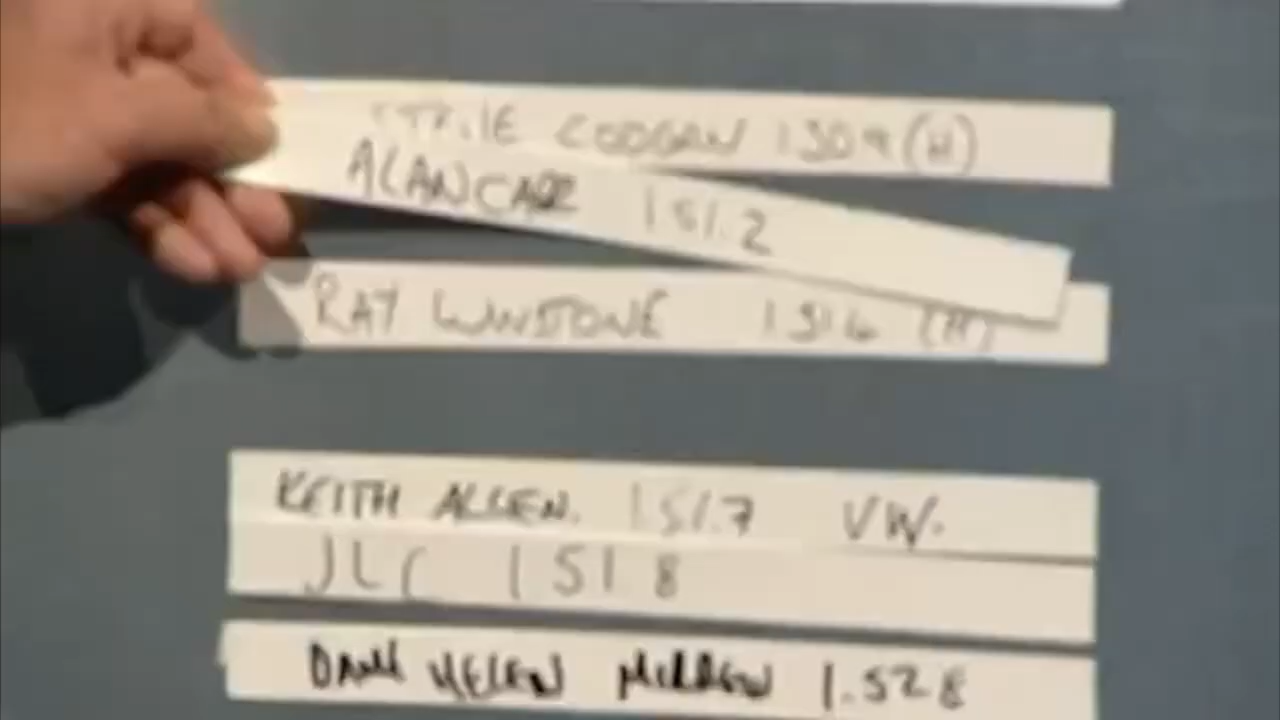 COOGAN 1 50 9 (H)
ALAN CARR 1 51.2
RAY WINSTONE 1 51 6 (H)
KEITH ALLEN. 1 51.7 VW.
JLC 1 51 8
DAME HELEN MIRREN 1.52 8